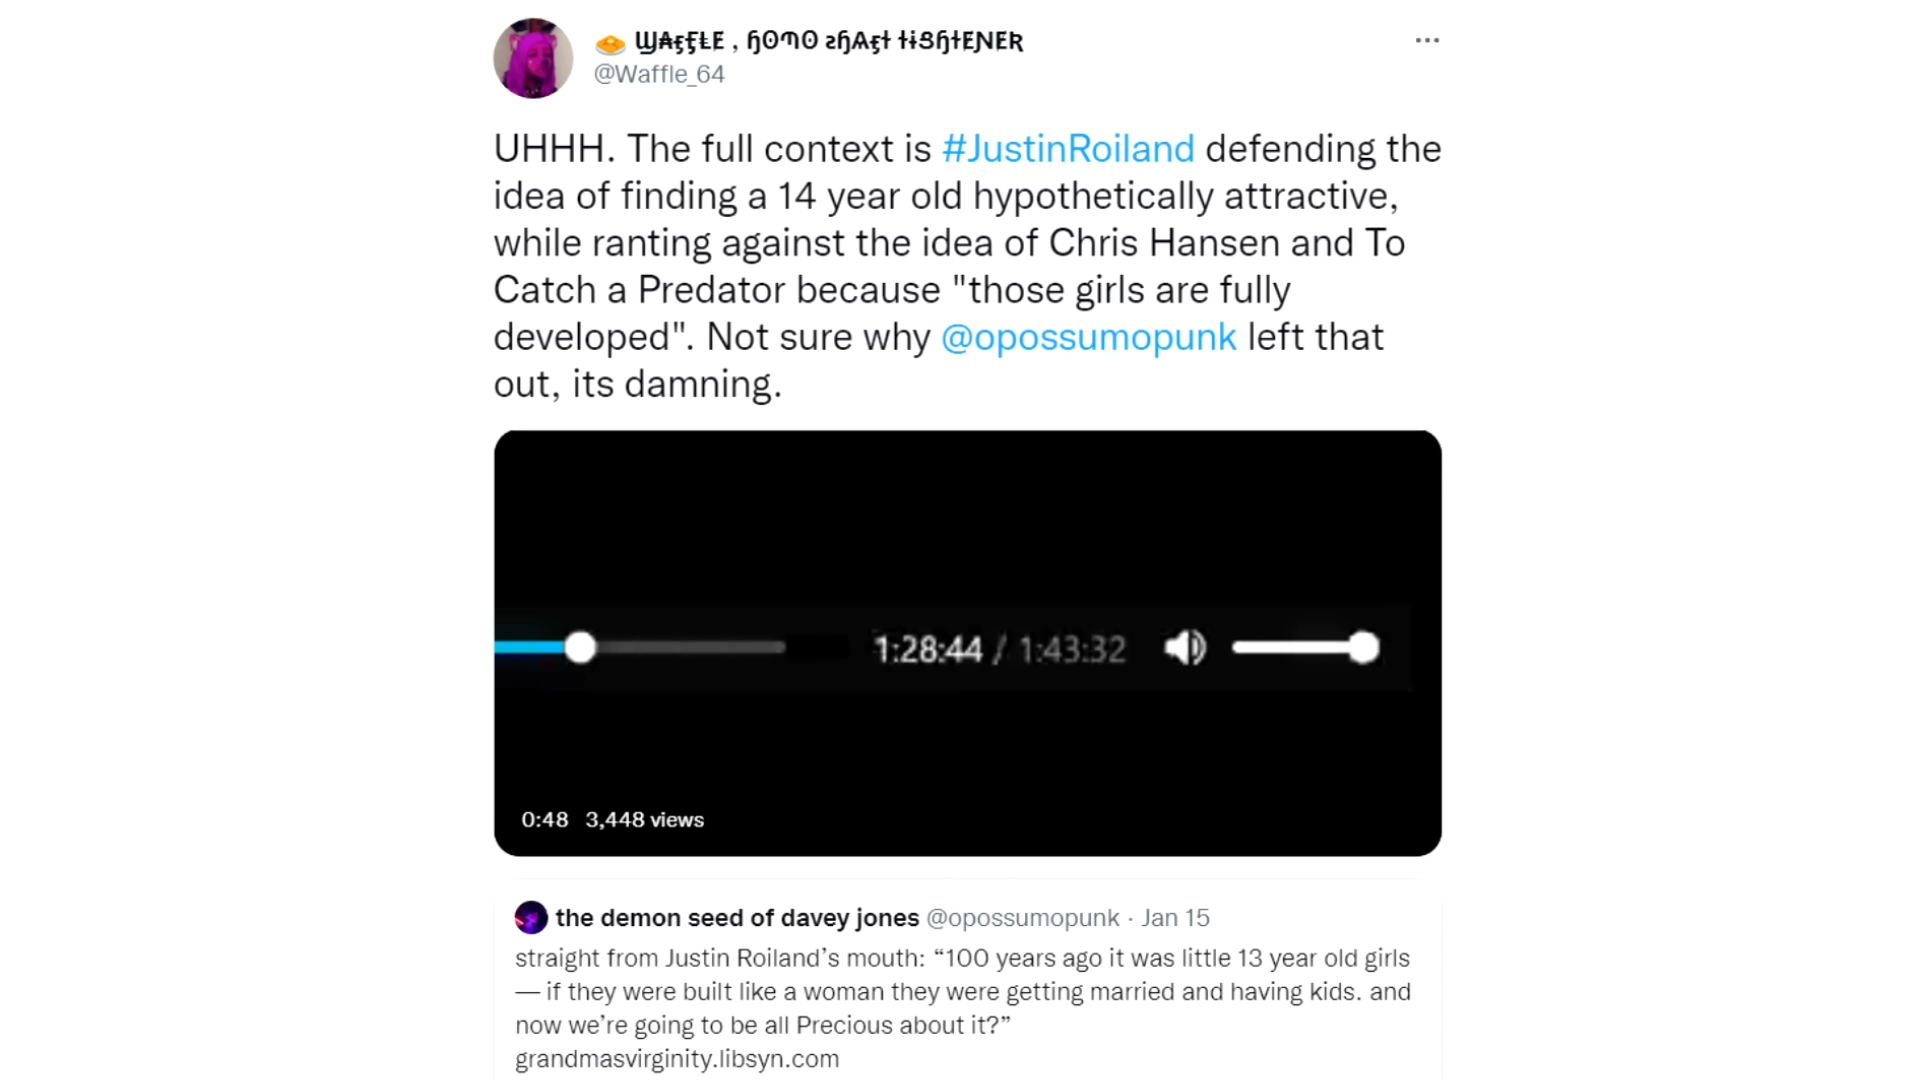 🧇 ƜȺȾȾŁE , ɧ0ᠬ0 ƨɧȺӻƚ ƚɨȢɧƚEƝEƦ
@Waffle_64
UHHH. The full context is #JustinRoiland defending the
idea of finding a 14 year old hypothetically attractive,
while ranting against the idea of Chris Hansen and To
Catch a Predator because "those girls are fully
developed". Not sure why @opossumopunk left that
out, its damning.
1:28:44 / 1:43:32
0:48 3,448 views
the demon seed of davey jones @opossumopunk · Jan 15
straight from Justin Roiland’s mouth: “100 years ago it was little 13 year old girls
— if they were built like a woman they were getting married and having kids. and
now we’re going to be all Precious about it?”
grandmasvirginity.libsyn.com